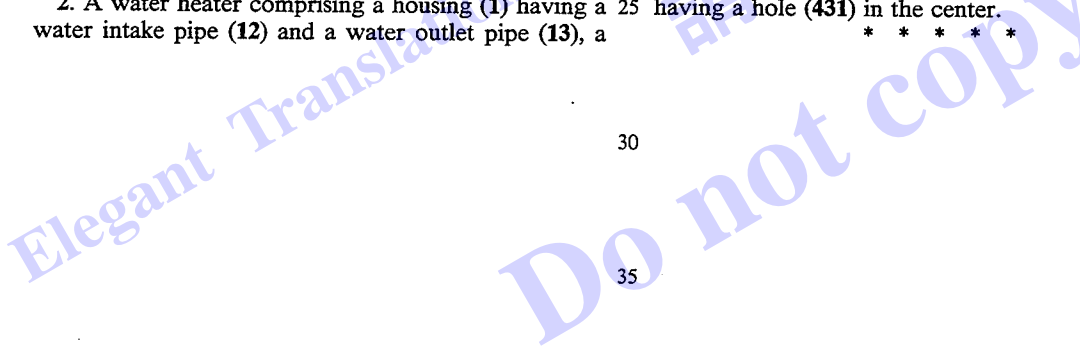 2. A water heater comprising a housing (1) having a
water intake pipe (12) and a water outlet pipe (13), a
25 having a hole (431) in the center.
* * * * *
30
35
Elegant Translation
Do not copy